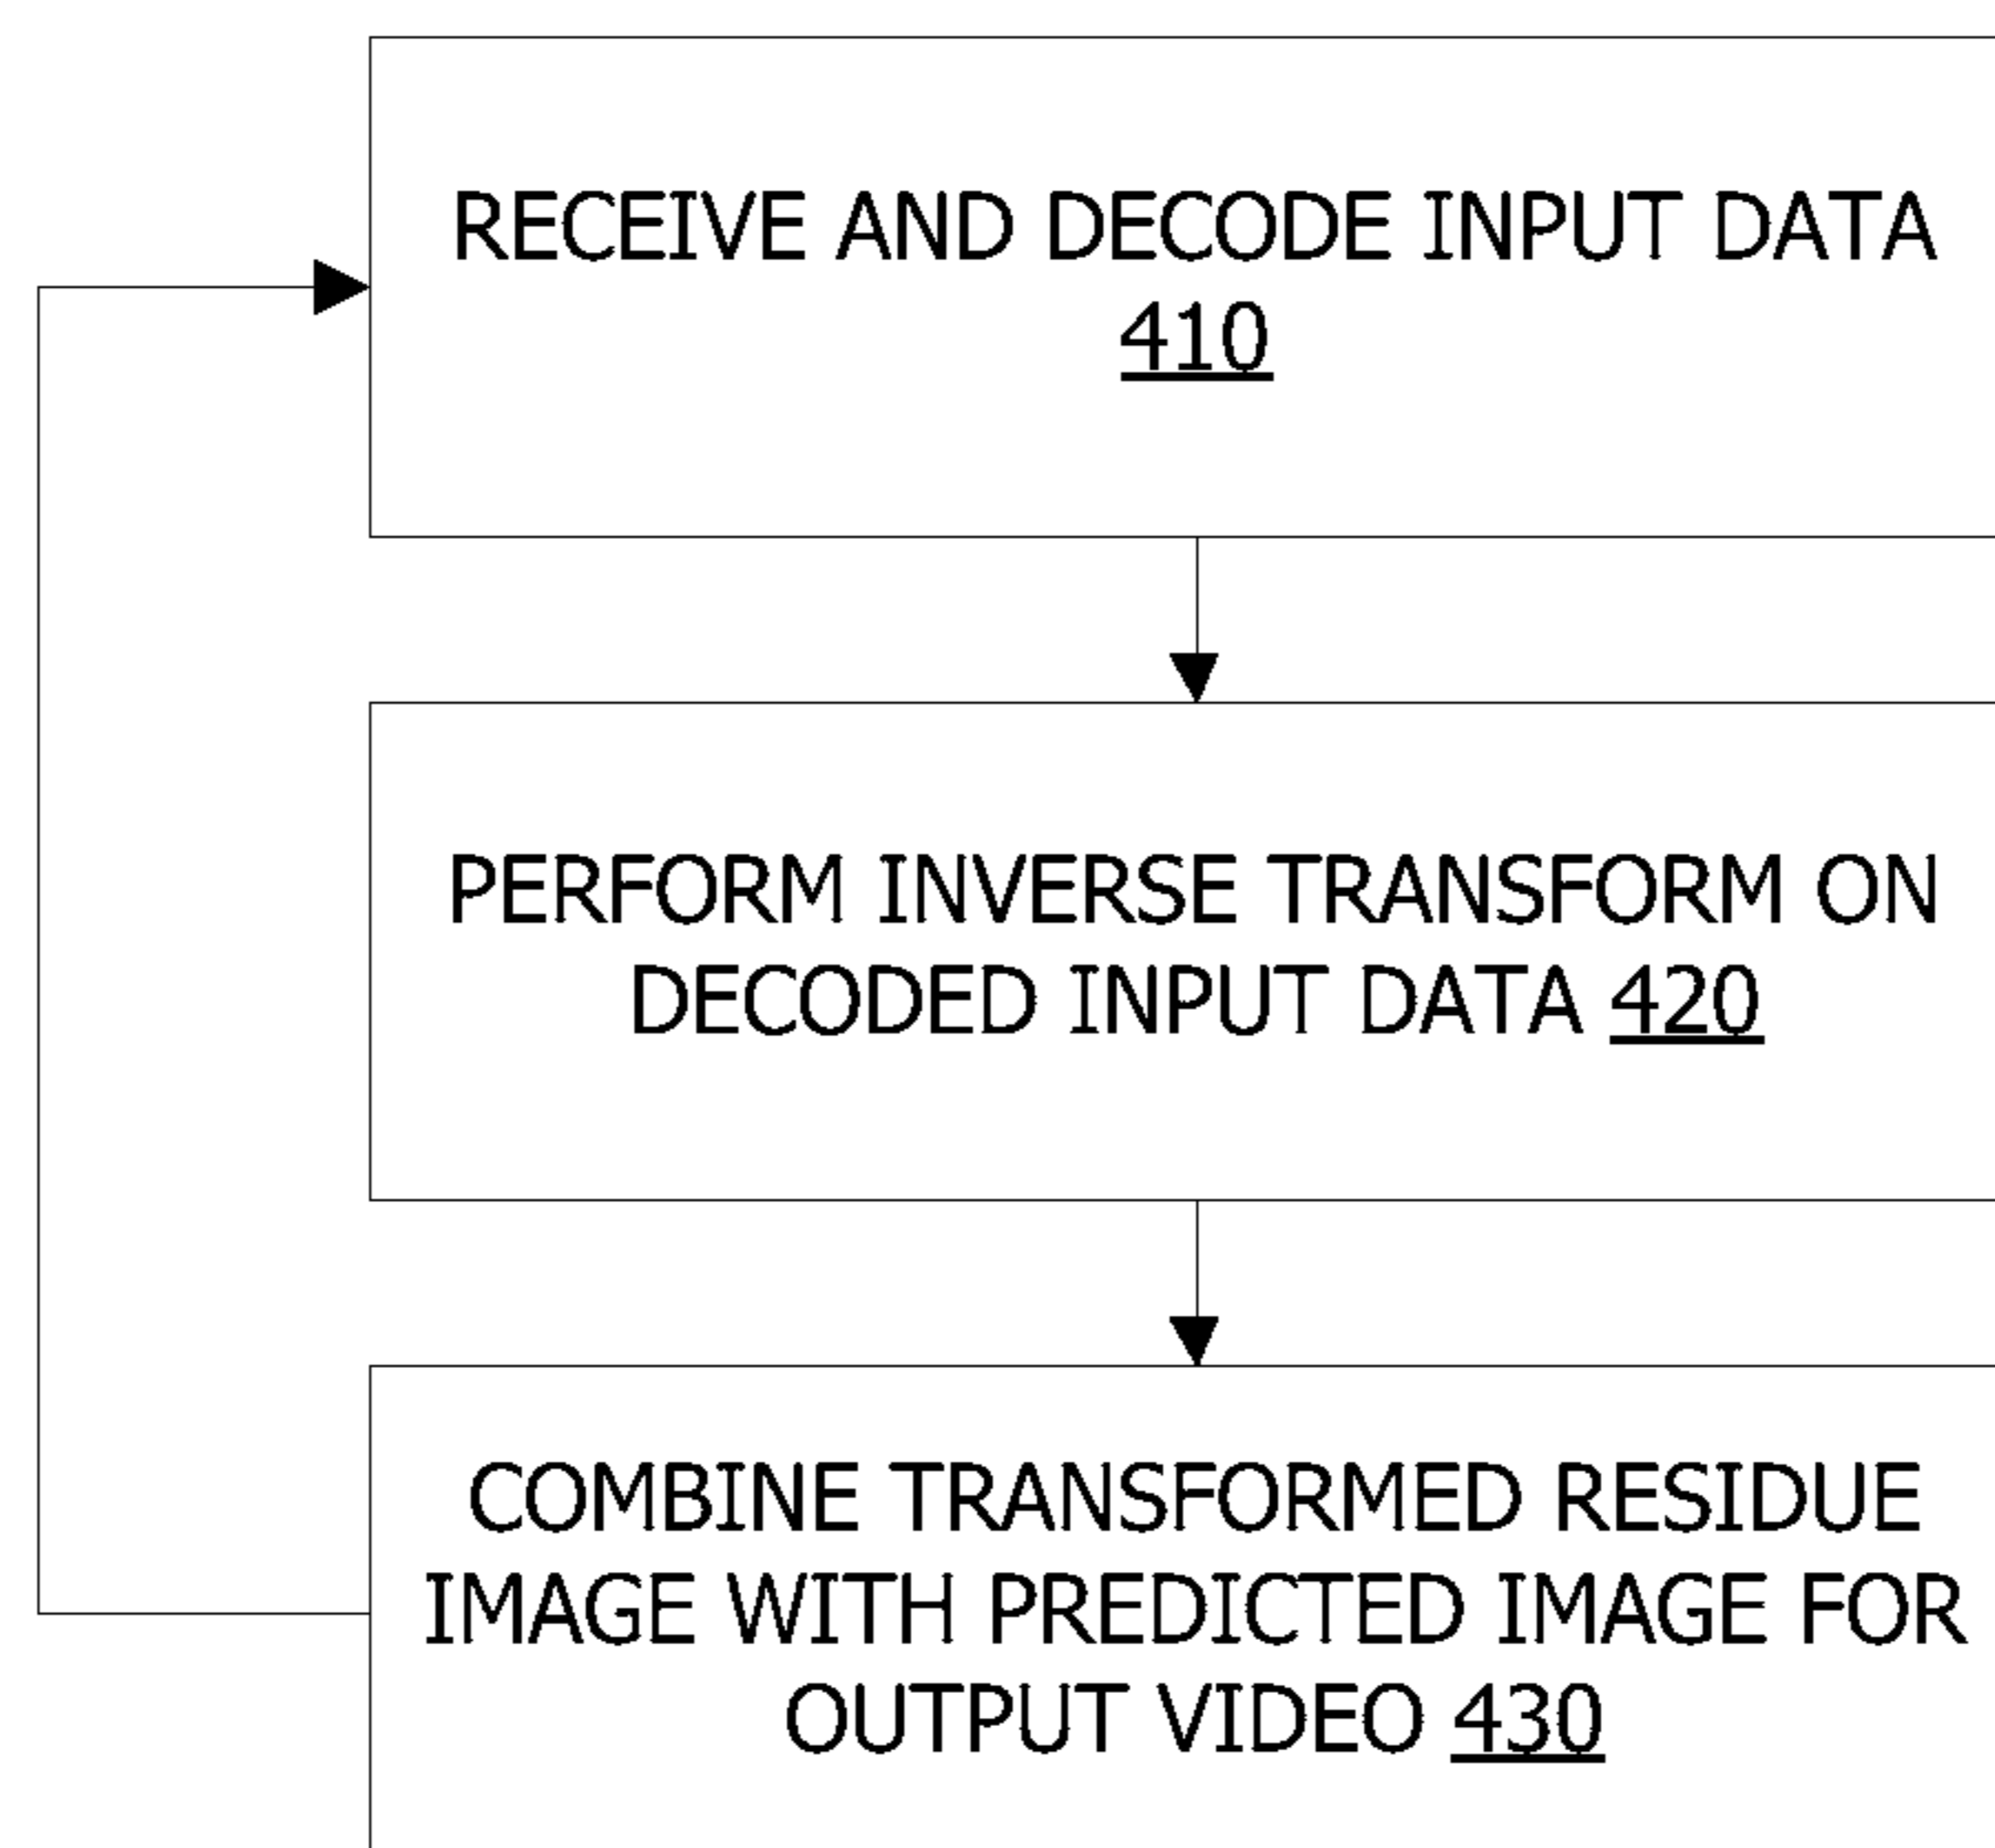 RECEIVE AND DECODE INPUT DATA
410
PERFORM INVERSE TRANSFORM ON
DECODED INPUT DATA 420
COMBINE TRANSFORMED RESIDUE
IMAGE WITH PREDICTED IMAGE FOR
OUTPUT VIDEO 430